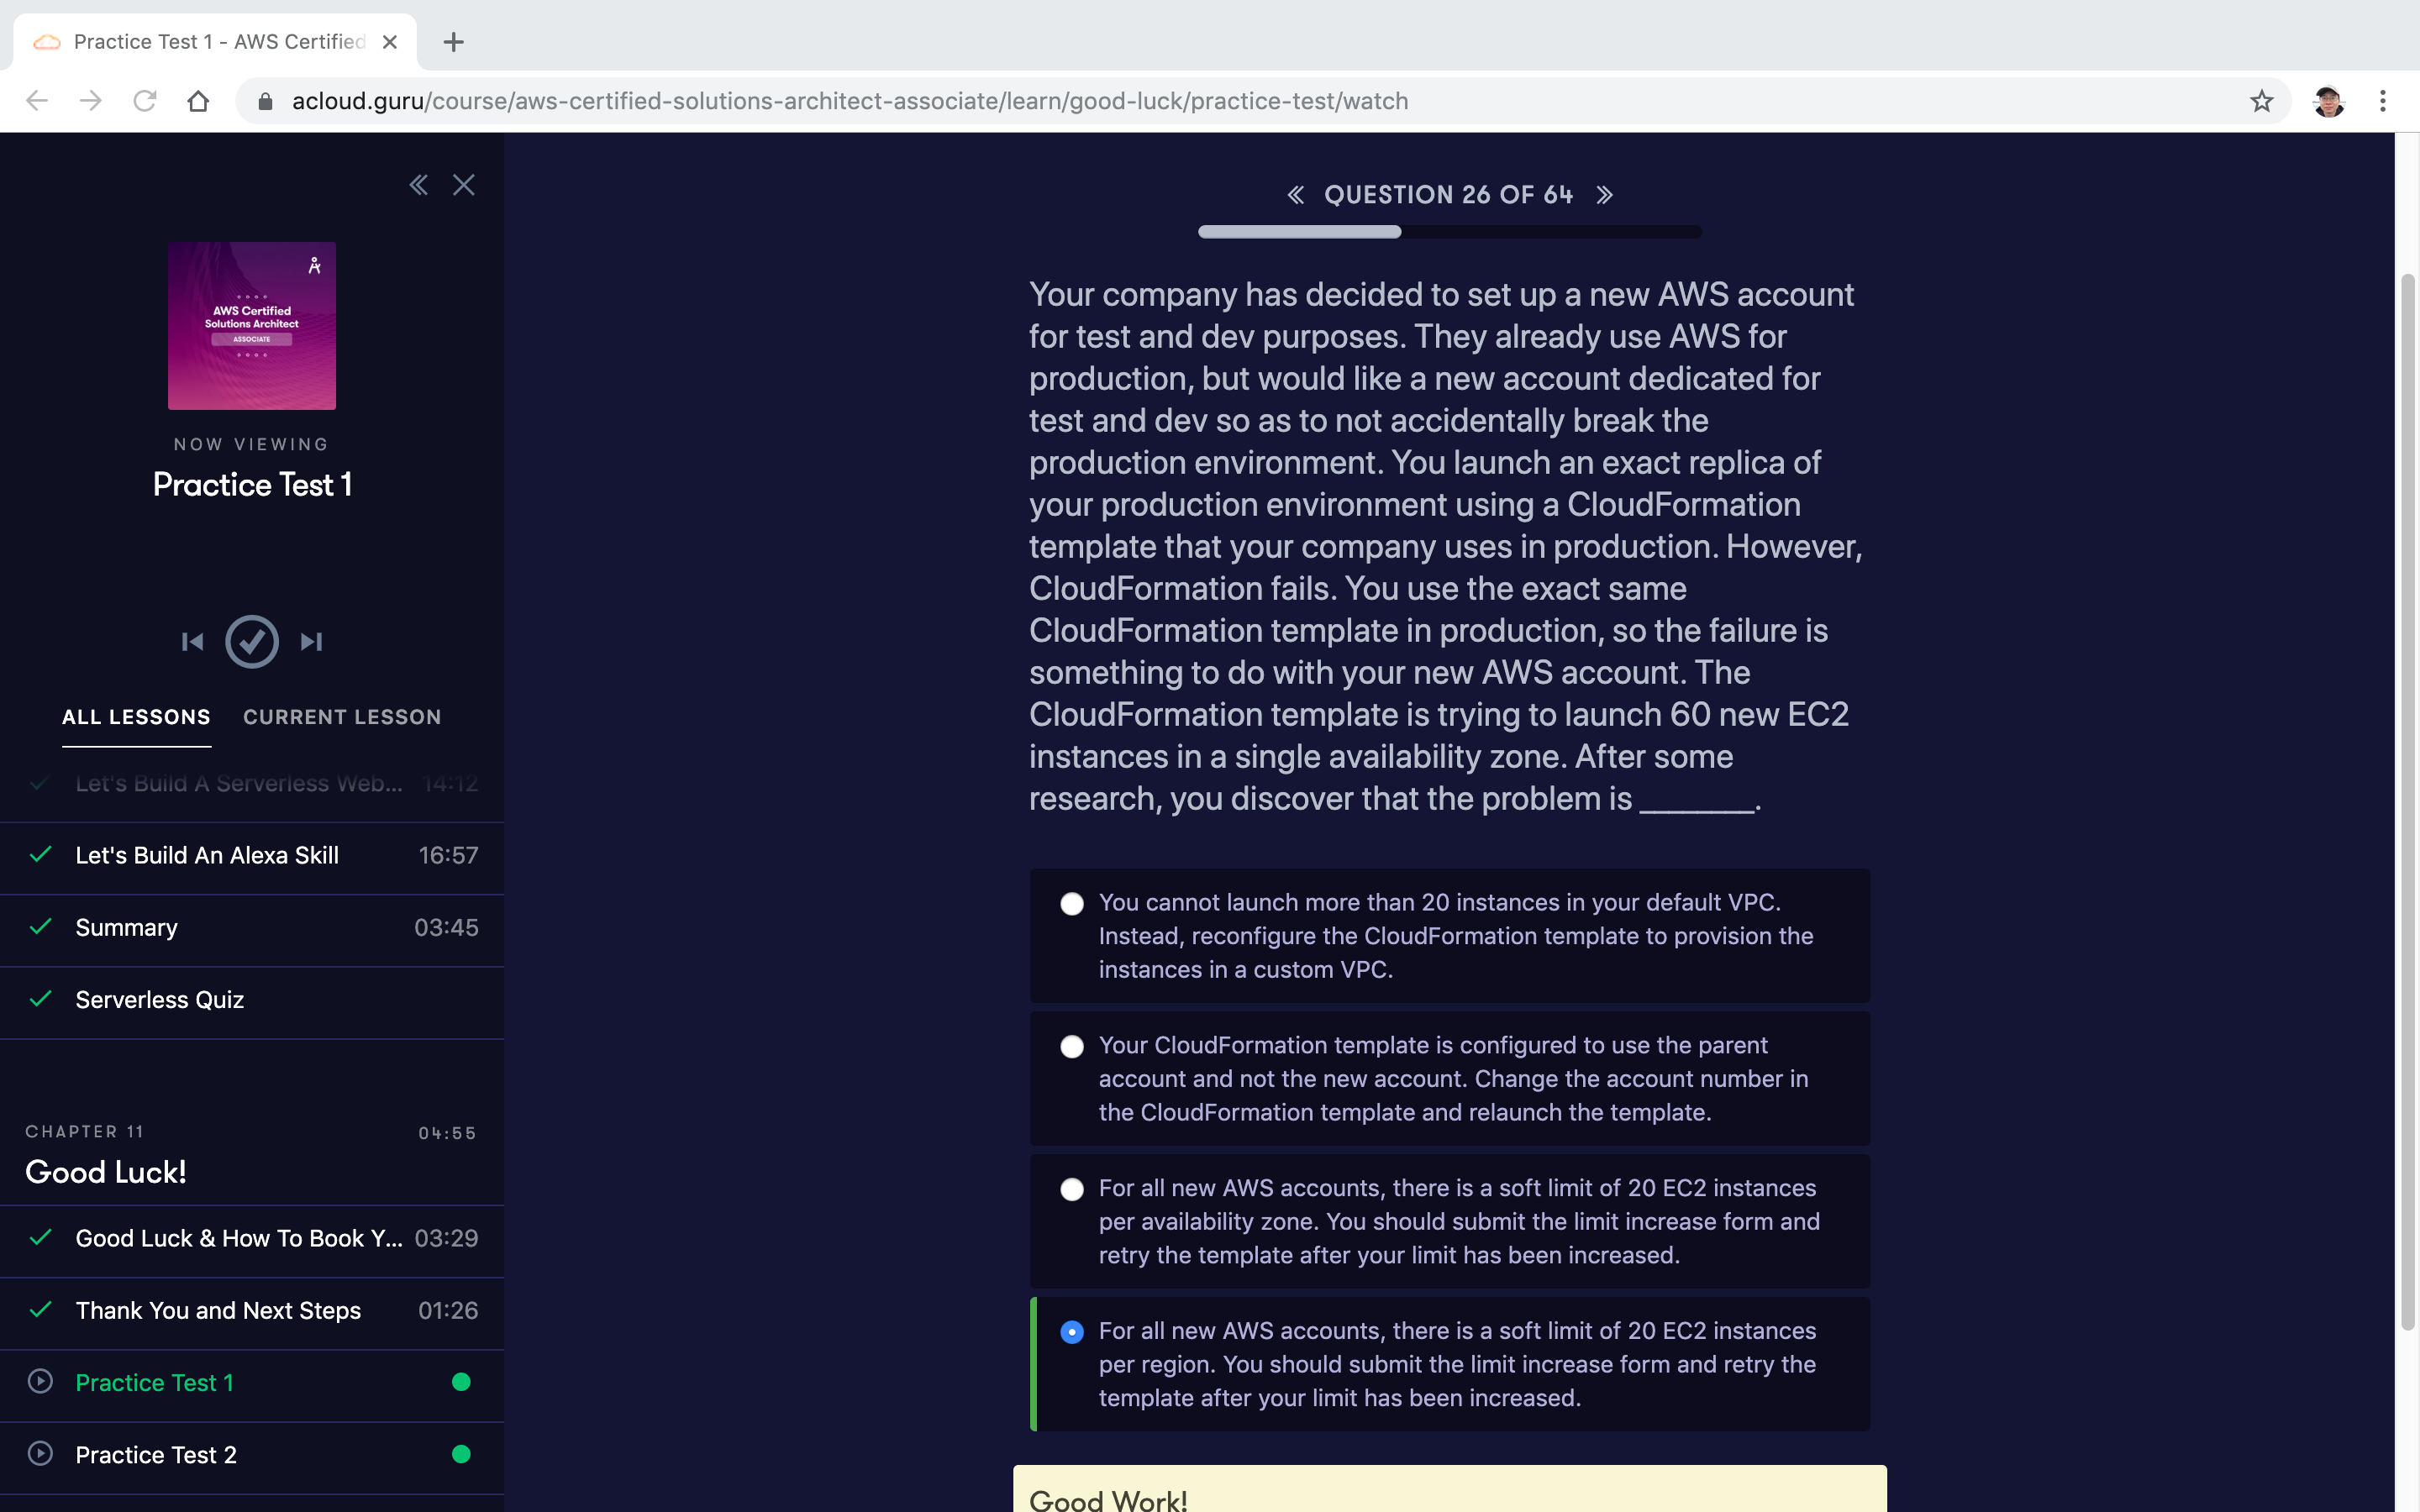 Practice Test 1 - AWS Certified
acloud.guru/course/aws-certified-solutions-architect-associate/learn/good-luck/practice-test/watch
AWS Certified
Solutions Architect
ASSOCIATE
NOW VIEWING
Practice Test 1
ALL LESSONS CURRENT LESSON
Let's Build A Serverless Web... 14:12
Let's Build An Alexa Skill 16:57
Summary 03:45
Serverless Quiz
CHAPTER 11 04:55
Good Luck!
Good Luck & How To Book Y... 03:29
Thank You and Next Steps 01:26
Practice Test 1
Practice Test 2
QUESTION 26 OF 64
Your company has decided to set up a new AWS account
for test and dev purposes. They already use AWS for
production, but would like a new account dedicated for
test and dev so as to not accidentally break the
production environment. You launch an exact replica of
your production environment using a CloudFormation
template that your company uses in production. However,
CloudFormation fails. You use the exact same
CloudFormation template in production, so the failure is
something to do with your new AWS account. The
CloudFormation template is trying to launch 60 new EC2
instances in a single availability zone. After some
research, you discover that the problem is ________.
You cannot launch more than 20 instances in your default VPC.
Instead, reconfigure the CloudFormation template to provision the
instances in a custom VPC.
Your CloudFormation template is configured to use the parent
account and not the new account. Change the account number in
the CloudFormation template and relaunch the template.
For all new AWS accounts, there is a soft limit of 20 EC2 instances
per availability zone. You should submit the limit increase form and
retry the template after your limit has been increased.
For all new AWS accounts, there is a soft limit of 20 EC2 instances
per region. You should submit the limit increase form and retry the
template after your limit has been increased.
Good Work!